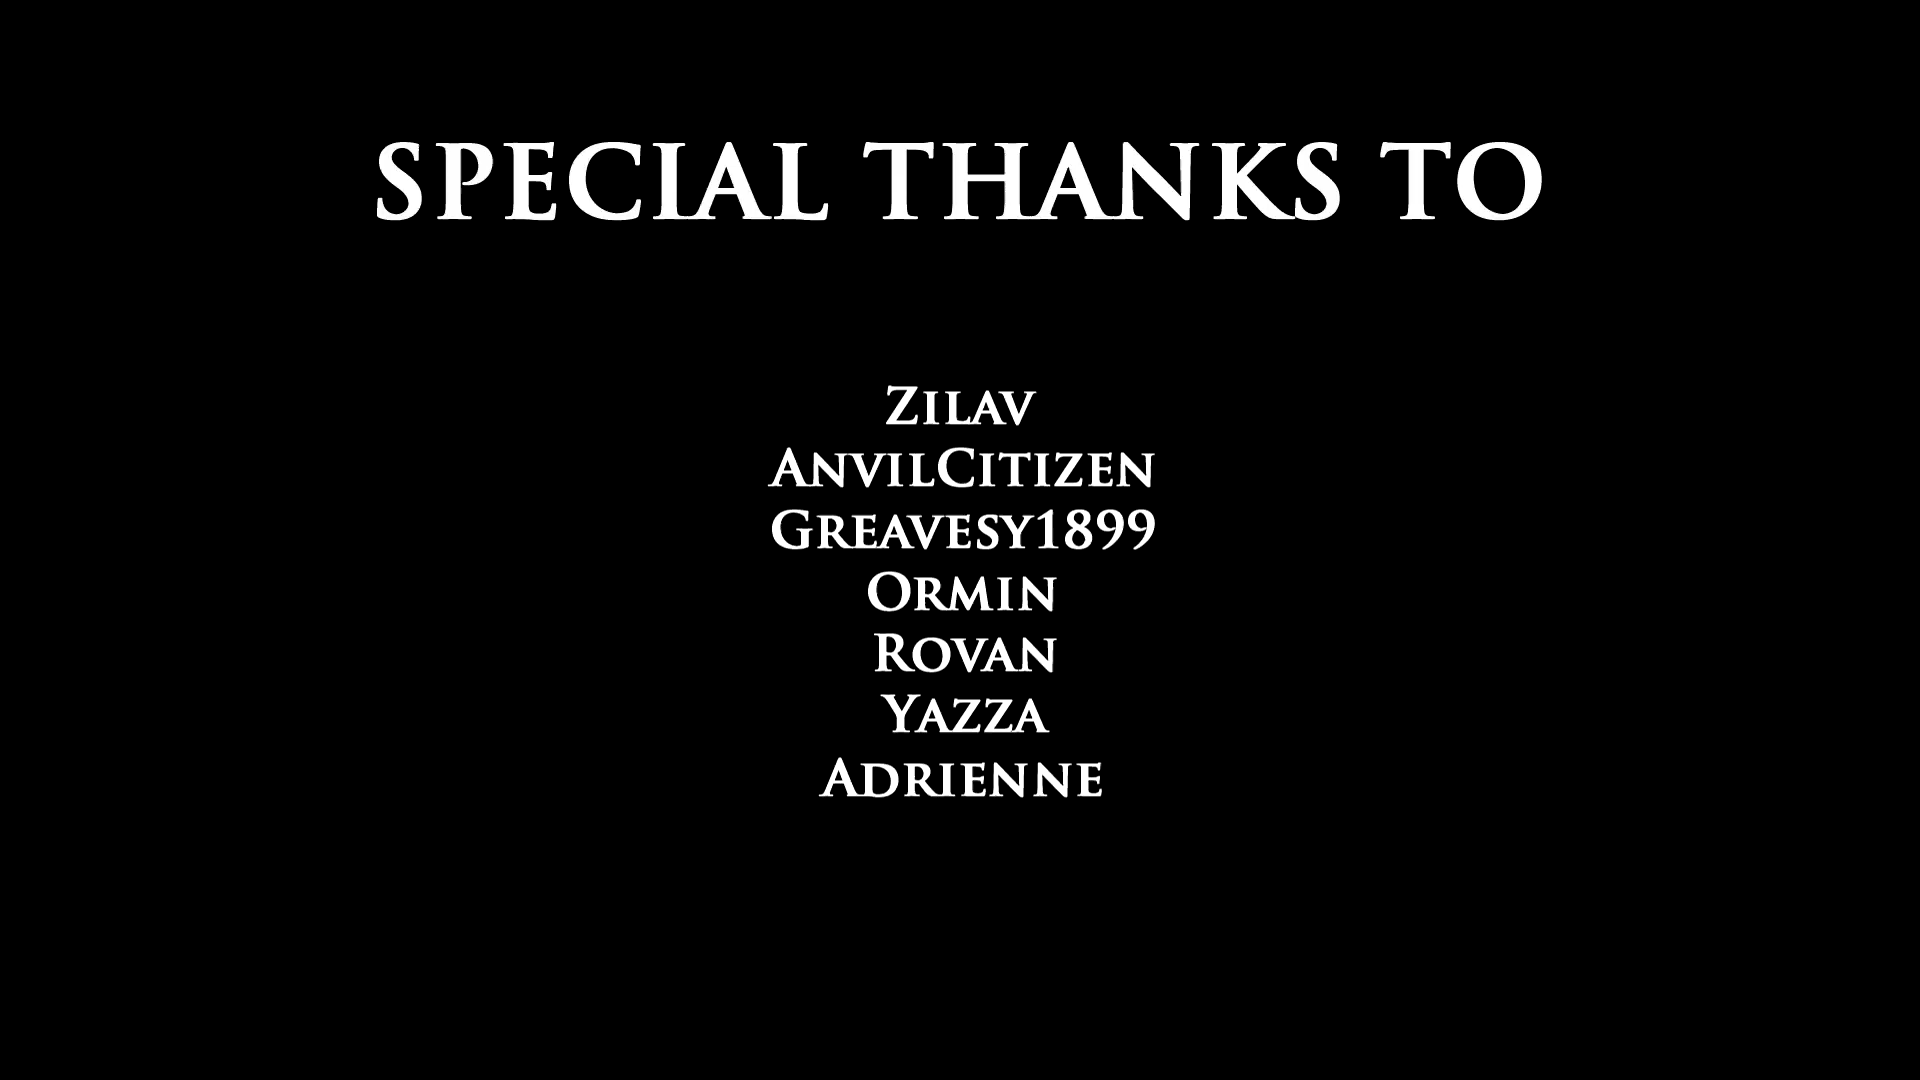 SPECIAL THANKS TO
Zilav
AnvilCitizen
Greavesy1899
Ormin
Rovan
Yazza
Adrienne